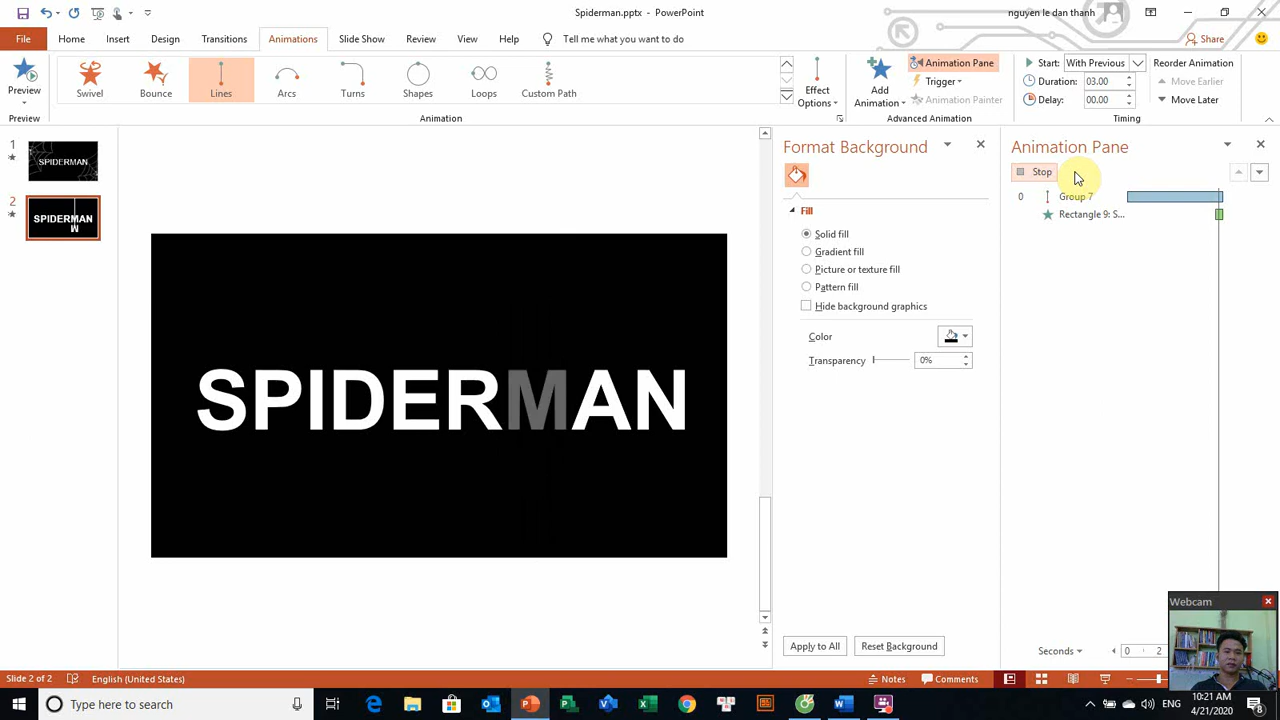 Spiderman.pptx - PowerPoint
nguyen le dan thanh
File Home Insert Design Transitions Animations Slide Show Review View Help Tell me what you want to do Share
Preview
Preview
Swivel Bounce Lines Arcs Turns Shapes Loops Custom Path
Animation
Effect Options
Add Animation
Animation Pane
Trigger
Animation Painter
Advanced Animation
Start: With Previous
Duration: 03.00
Delay: 00.00
Timing
Reorder Animation
Move Earlier
Move Later
1
SPIDERMAN
2
SPIDERMAN
M
SPIDERMAN
Format Background
Fill
Solid fill
Gradient fill
Picture or texture fill
Pattern fill
Hide background graphics
Color
Transparency 0%
Apply to All Reset Background
Animation Pane
Stop
0 Group 7
Rectangle 9: S...
Seconds 0 2
Webcam
Slide 2 of 2 English (United States) Notes Comments
Type here to search
ENG
10:21 AM
4/21/2020
8